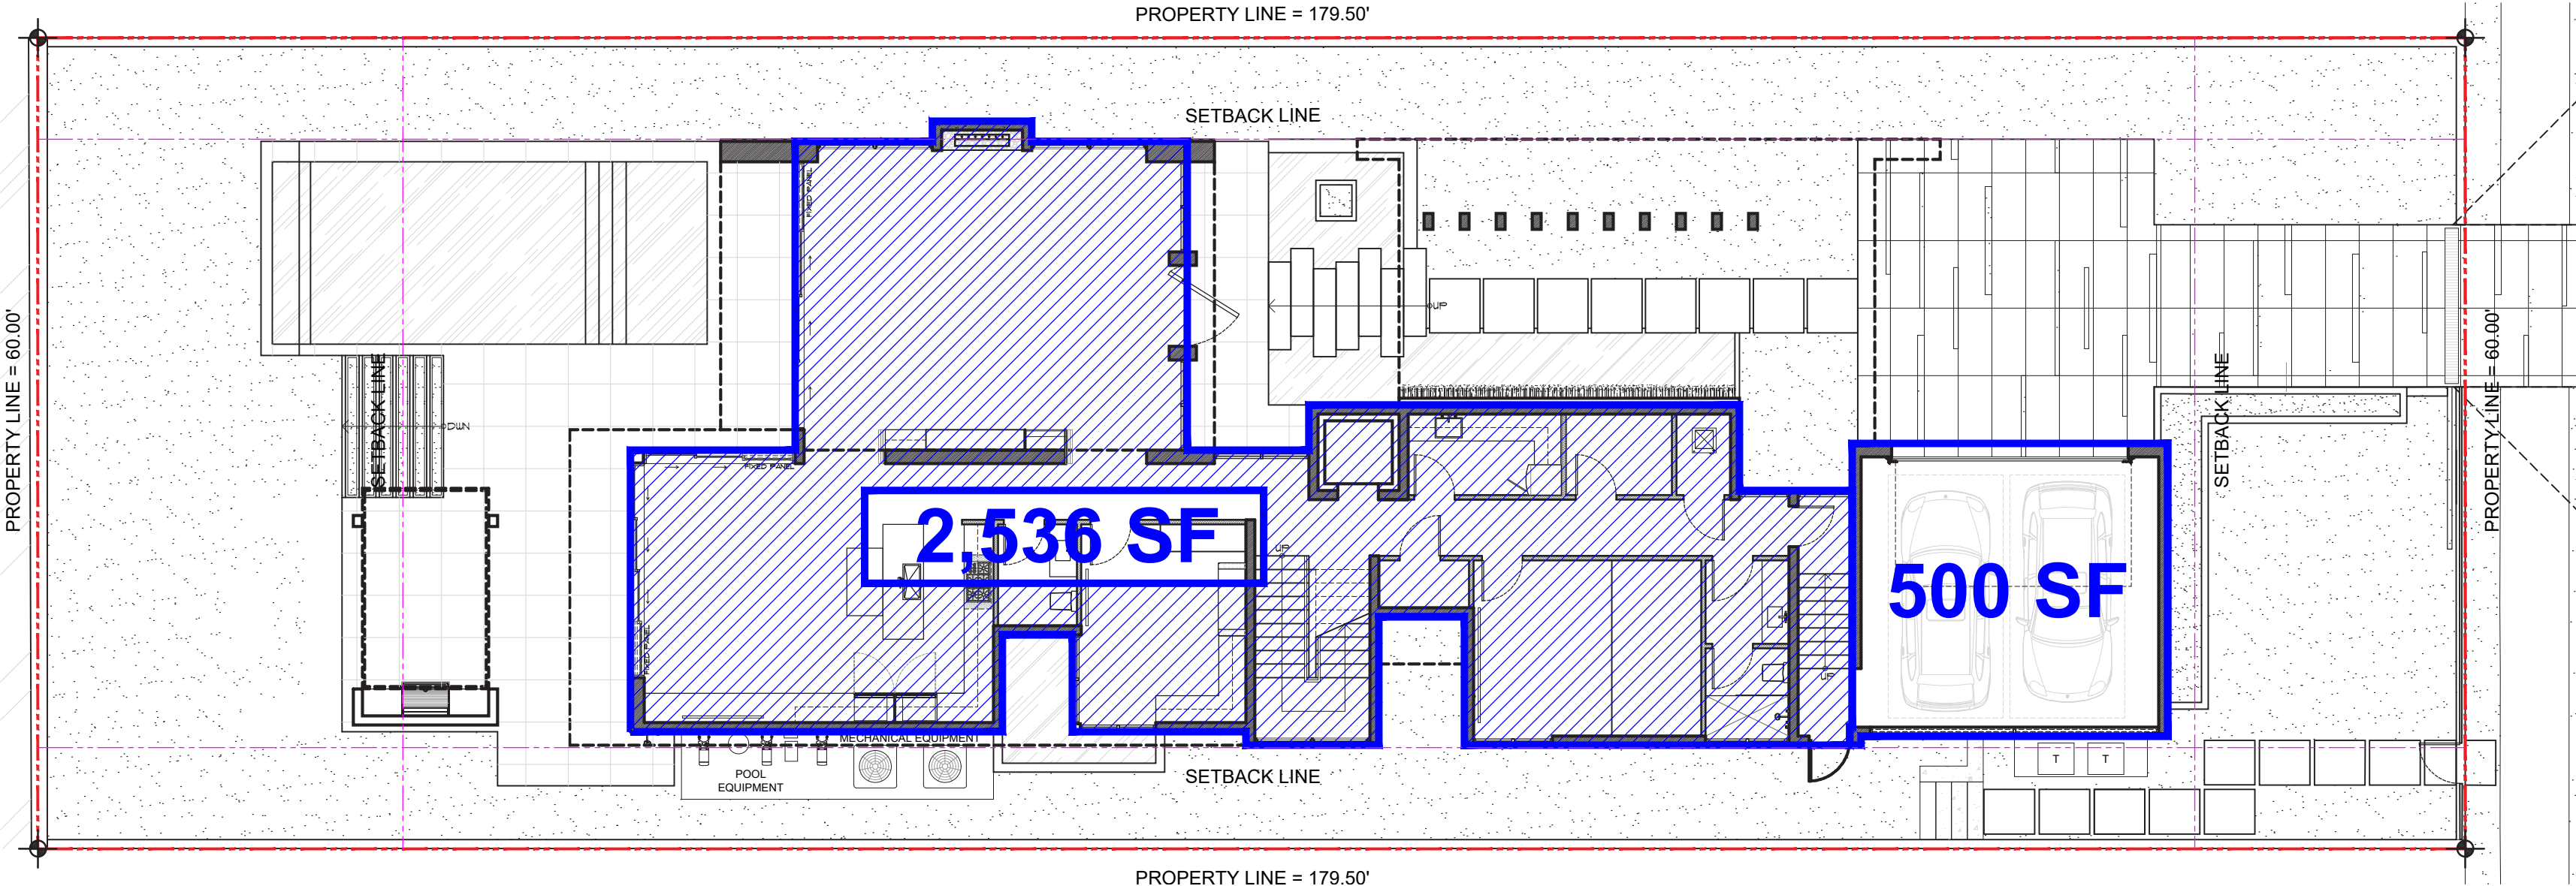 PROPERTY LINE = 179.50'
SETBACK LINE
FIXED PANEL
UP
PROPERTY LINE = 60.00'
SETBACK LINE
DWN
FIXED PANEL
SETBACK LINE
PROPERTY LINE = 60.00'
2,536 SF
UP
500 SF
FIXED PANEL
UP
MECHANICAL EQUIPMENT
POOL
EQUIPMENT
SETBACK LINE
T
T
PROPERTY LINE = 179.50'